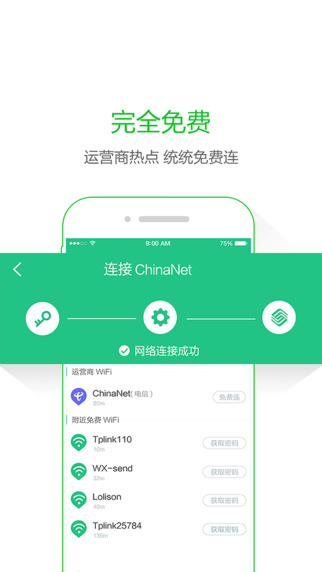 完全免费
运营商热点 统统免费连
9:00 AM
75%
连接 ChinaNet
网络连接成功
运营商 WiFi
ChinaNet(电信)
80m
免费连
附近免费 WiFi
Tplink110
10m
获取密码
WX-send
32m
获取密码
Lolison
40m
获取密码
Tplink25784
135m
获取密码